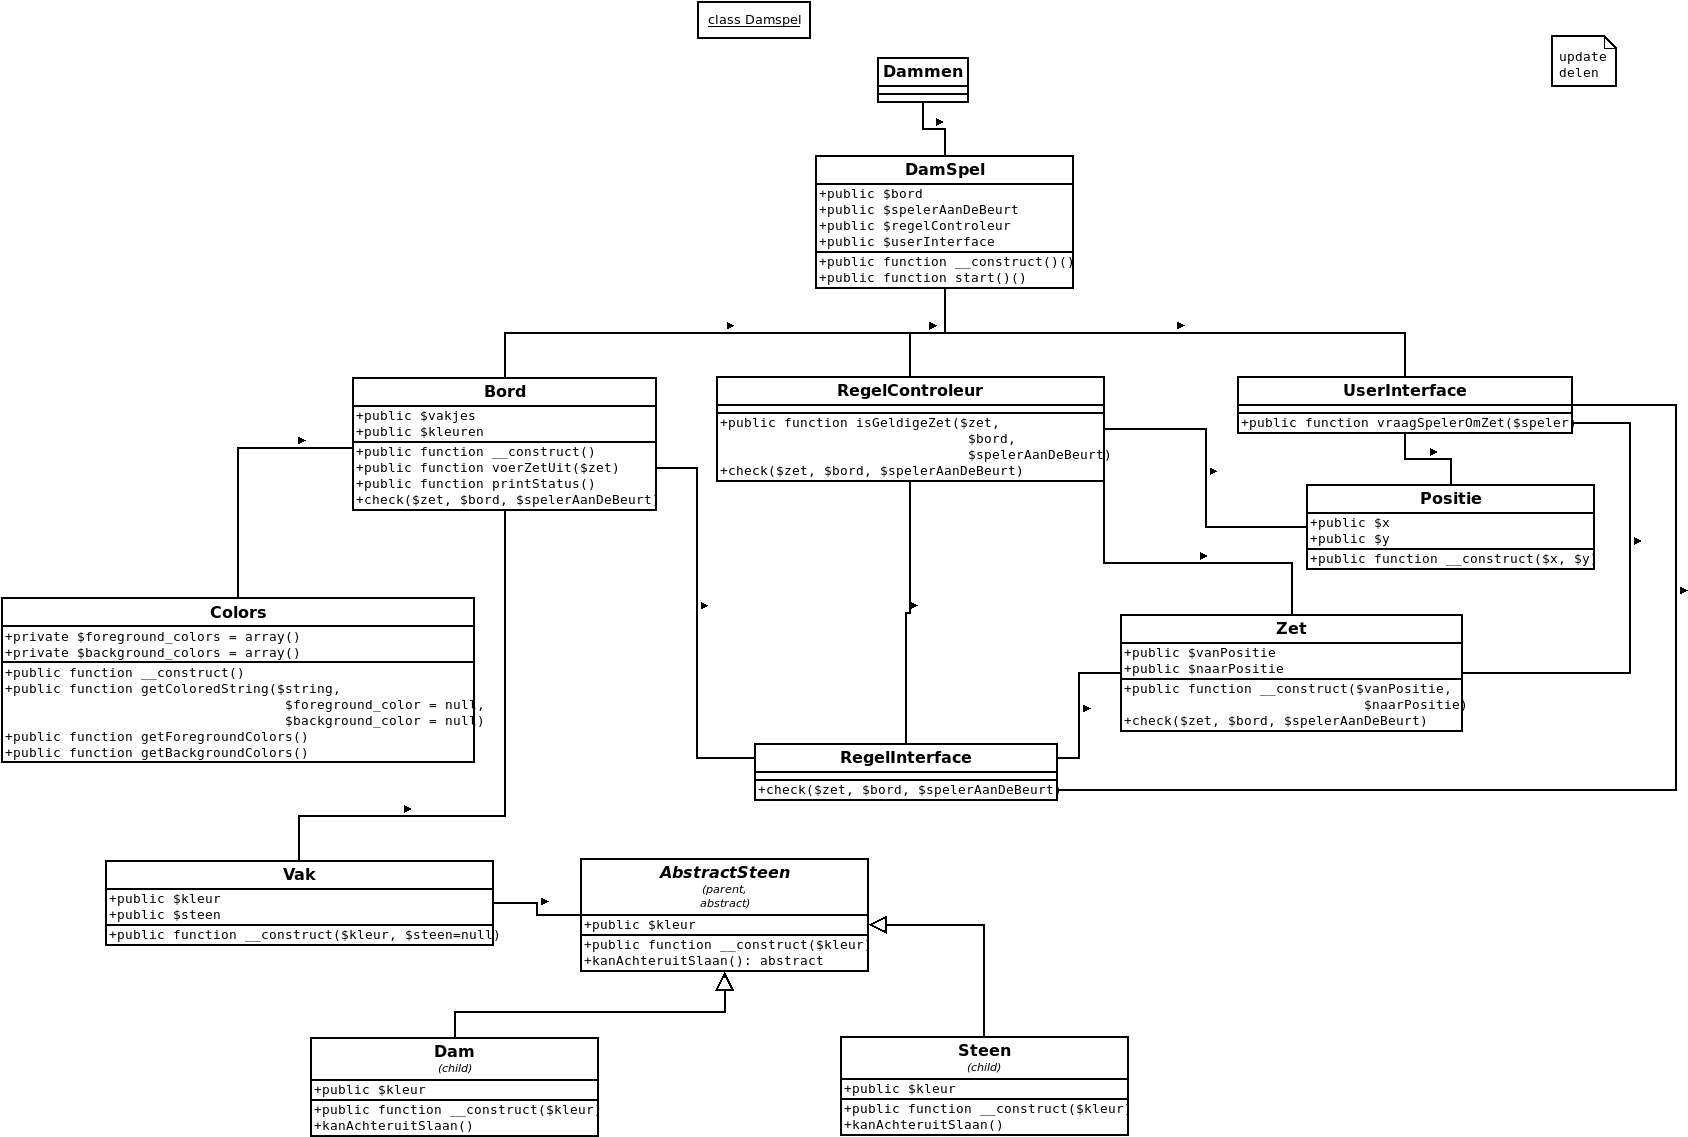 class Damspel
update
delen
Dammen
DamSpel
+public $bord
+public $spelerAanDeBeurt
+public $regelControleur
+public $userInterface
+public function __construct()()
+public function start()()
Bord
+public $vakjes
+public $kleuren
+public function __construct()
+public function voerZetUit($zet)
+public function printStatus()
+check($zet, $bord, $spelerAanDeBeurt)
RegelControleur
+public function isGeldigeZet($zet,
$bord,
$spelerAanDeBeurt)
+check($zet, $bord, $spelerAanDeBeurt)
UserInterface
+public function vraagSpelerOmZet($speler)
Positie
+public $x
+public $y
+public function __construct($x, $y)
Colors
+private $foreground_colors = array()
+private $background_colors = array()
+public function __construct()
+public function getColoredString($string,
$foreground_color = null,
$background_color = null)
+public function getForegroundColors()
+public function getBackgroundColors()
Zet
+public $vanPositie
+public $naarPositie
+public function __construct($vanPositie,
$naarPositie)
+check($zet, $bord, $spelerAanDeBeurt)
RegelInterface
+check($zet, $bord, $spelerAanDeBeurt)
Vak
+public $kleur
+public $steen
+public function __construct($kleur, $steen=null)
AbstractSteen
(parent,
abstract)
+public $kleur
+public function __construct($kleur)
+kanAchteruitSlaan(): abstract
Dam
(child)
+public $kleur
+public function __construct($kleur)
+kanAchteruitSlaan()
Steen
(child)
+public $kleur
+public function __construct($kleur)
+kanAchteruitSlaan()